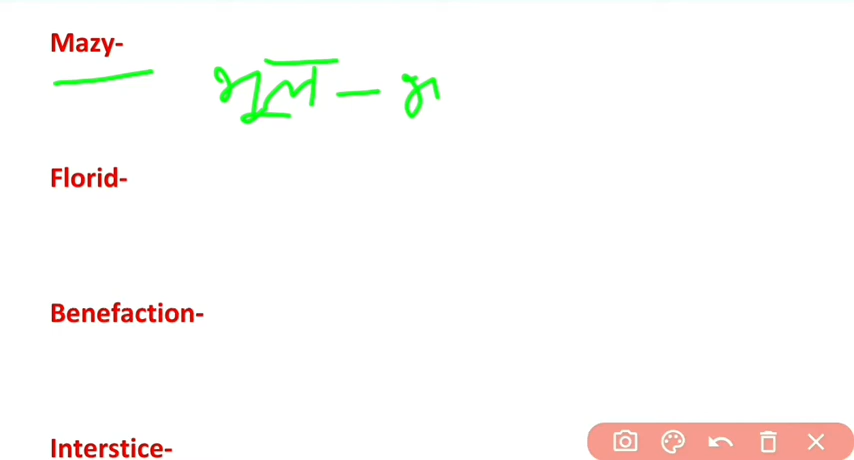 Mazy- भूल - भ
Florid-
Benefaction-
Interstice-